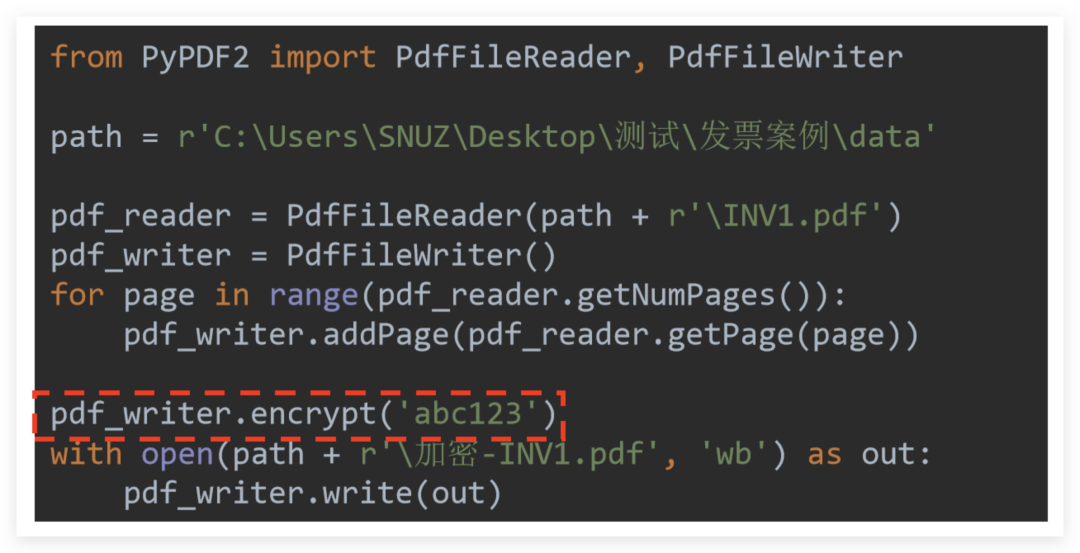 from PyPDF2 import PdfFileReader, PdfFileWriter
path = r'C:\Users\SNUZ\Desktop\测试\发票案例\data'
pdf_reader = PdfFileReader(path + r'\INV1.pdf')
pdf_writer = PdfFileWriter()
for page in range(pdf_reader.getNumPages()):
    pdf_writer.addPage(pdf_reader.getPage(page))
pdf_writer.encrypt('abc123')
with open(path + r'\加密-INV1.pdf', 'wb') as out:
    pdf_writer.write(out)